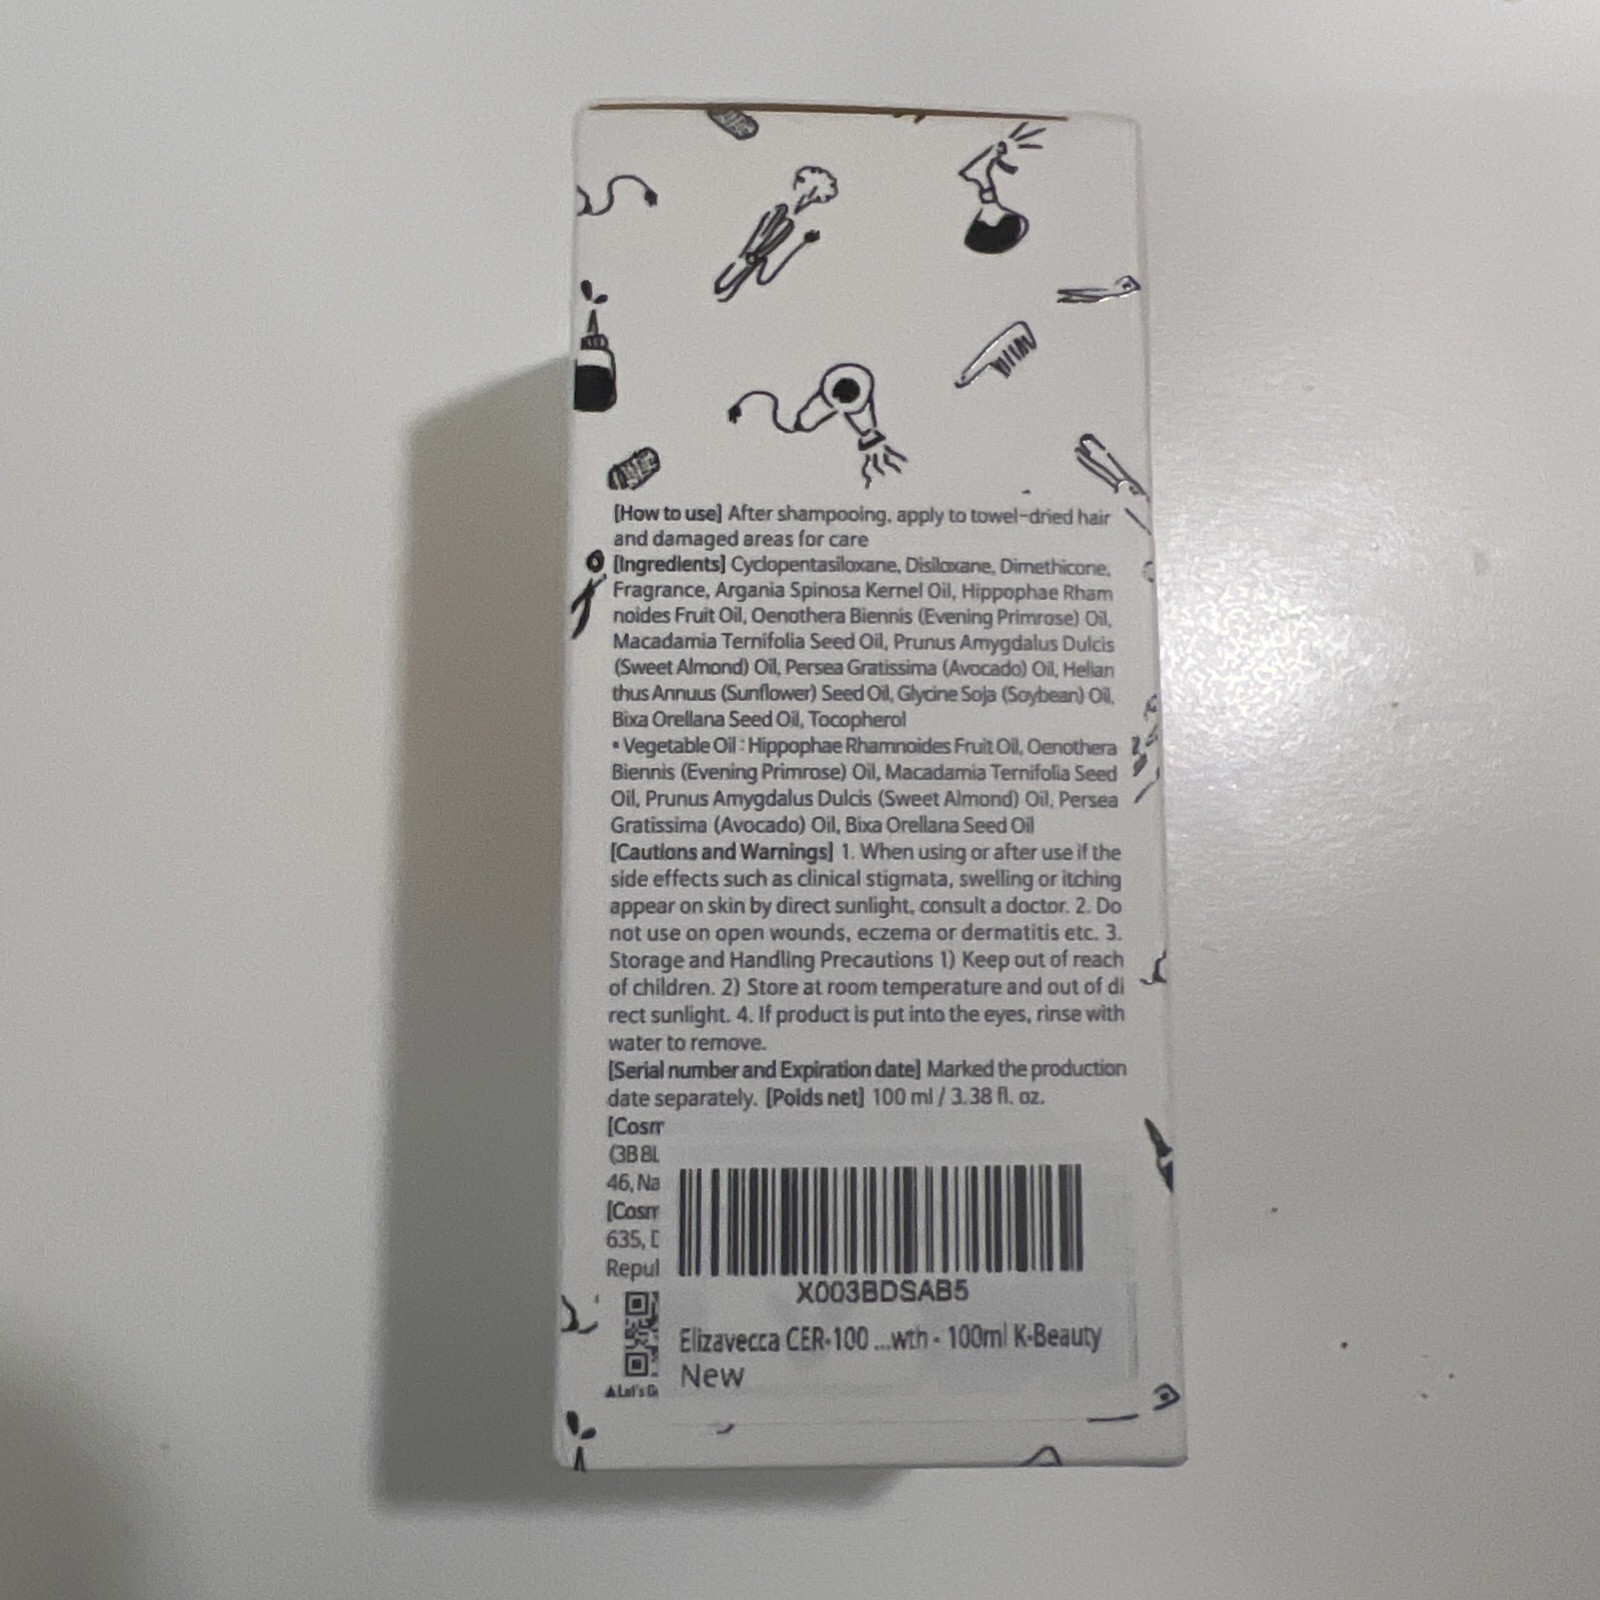 [How to use] After shampooing, apply to towel-dried hair
and damaged areas for care
[Ingredients] Cyclopentasiloxane, Disiloxane, Dimethicone,
Fragrance, Argania Spinosa Kernel Oil, Hippophae Rham
noides Fruit Oil, Oenothera Biennis (Evening Primrose) Oil,
Macadamia Ternifolia Seed Oil, Prunus Amygdalus Dulcis
(Sweet Almond) Oil, Persea Gratissima (Avocado) Oil, Helian
thus Annuus (Sunflower) Seed Oil, Glycine Soja (Soybean) Oil,
Bixa Orellana Seed Oil, Tocopherol
• Vegetable Oil : Hippophae Rhamnoides Fruit Oil, Oenothera
Biennis (Evening Primrose) Oil, Macadamia Ternifolia Seed
Oil, Prunus Amygdalus Dulcis (Sweet Almond) Oil, Persea
Gratissima (Avocado) Oil, Bixa Orellana Seed Oil
[Cautions and Warnings] 1. When using or after use if the
side effects such as clinical stigmata, swelling or itching
appear on skin by direct sunlight, consult a doctor. 2. Do
not use on open wounds, eczema or dermatitis etc. 3.
Storage and Handling Precautions 1) Keep out of reach
of children. 2) Store at room temperature and out of di
rect sunlight. 4. If product is put into the eyes, rinse with
water to remove.
[Serial number and Expiration date] Marked the production
date separately. [Poids net] 100 ml / 3.38 fl. oz.
[Cosm
(3B 8L
46, Na
[Cosm
635,
Repul
X003BDSAB5
Elizavecca CER-100 ...wth - 100ml K-Beauty
New
Let's